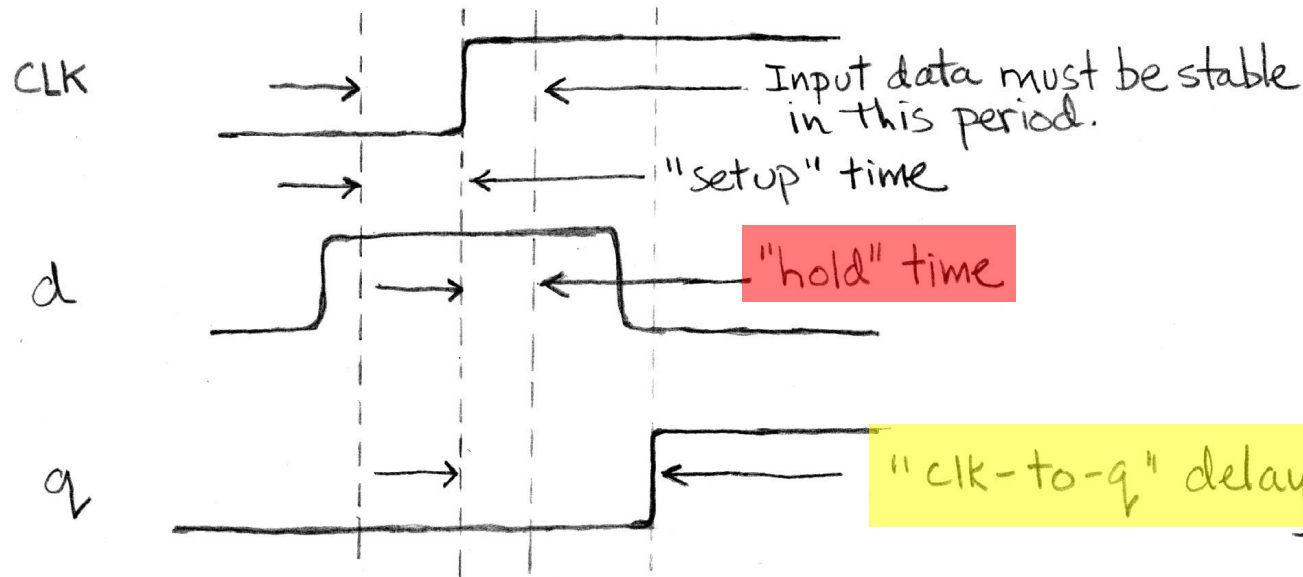 CLK
Input data must be stable
in this period.
"setup" time
d
"hold" time
q
"clk-to-q" delay